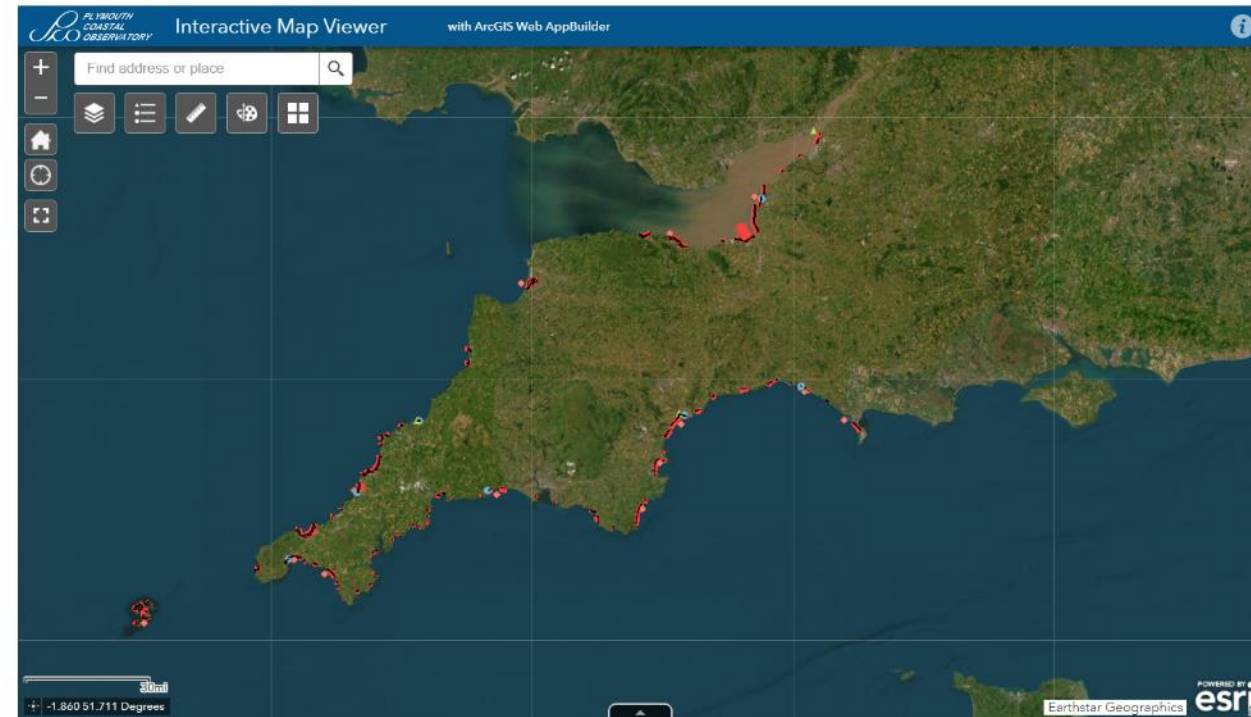 PLYMOUTH
COASTAL
OBSERVATORY
Interactive Map Viewer
with ArcGIS Web AppBuilder
Find address or place
30mi
-1.860 51.711 Degrees
Earthstar Geographics
POWERED BY
esri